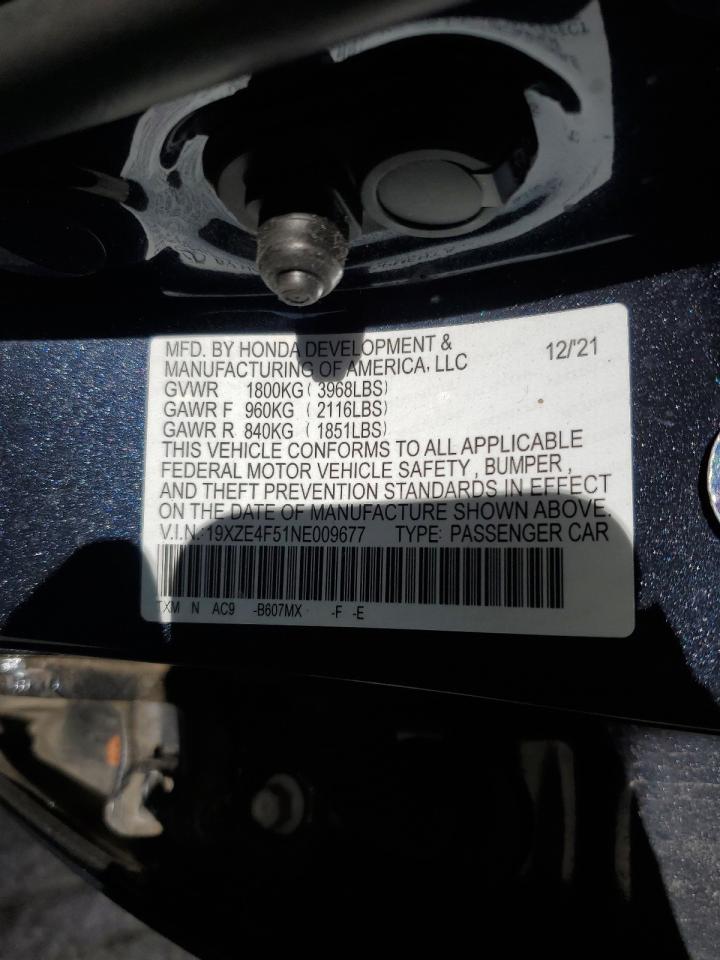 MFD. BY HONDA DEVELOPMENT &
MANUFACTURING OF AMERICA, LLC 12/'21
GVWR 1800KG ( 3968LBS)
GAWR F 960KG ( 2116LBS)
GAWR R 840KG ( 1851LBS)
THIS VEHICLE CONFORMS TO ALL APPLICABLE
FEDERAL MOTOR VEHICLE SAFETY , BUMPER ,
AND THEFT PREVENTION STANDARDS IN EFFECT
ON THE DATE OF MANUFACTURE SHOWN ABOVE.
V.I.N.: 19XZE4F51NE009677 TYPE: PASSENGER CAR
TXM N AC9 -B607MX -F -E